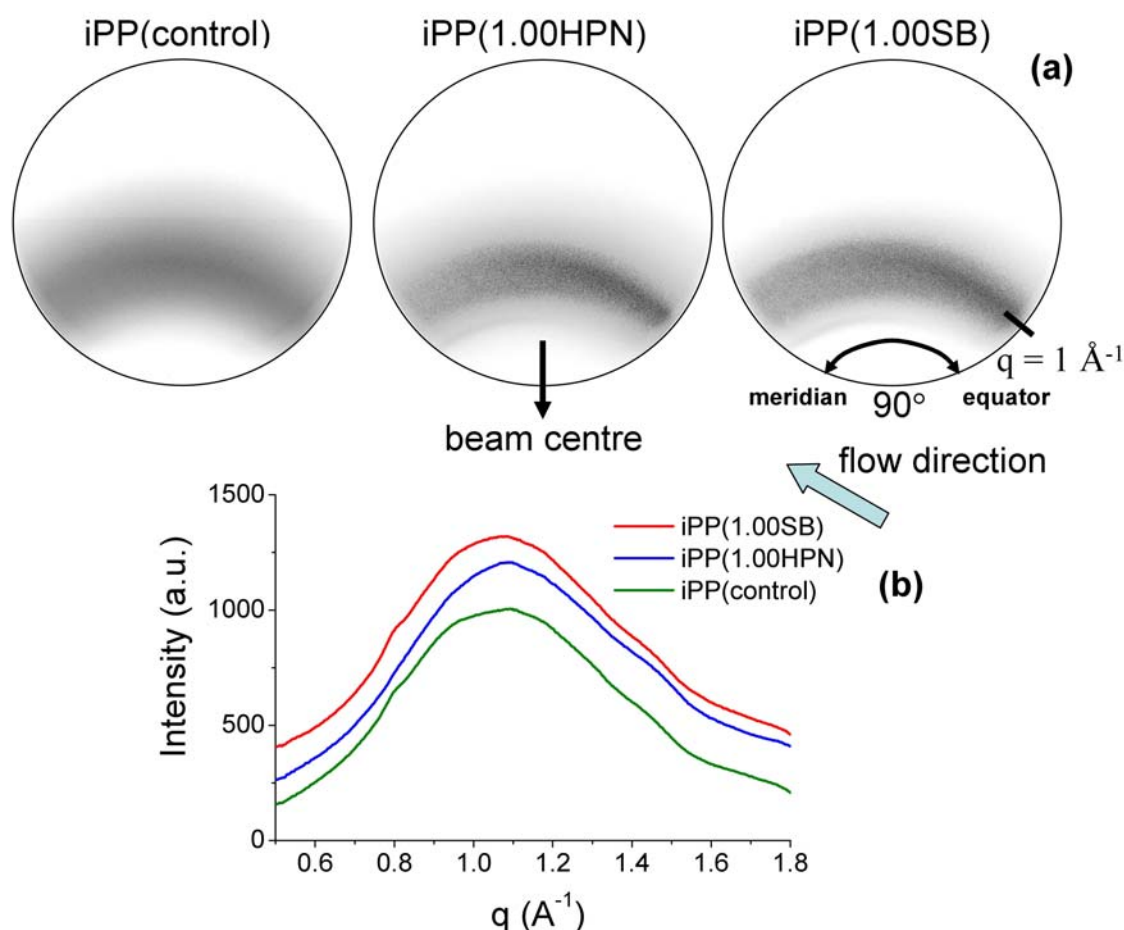 iPP(control)
iPP(1.00HPN)
iPP(1.00SB)
(a)
q = 1 Å⁻¹
meridian
90°
equator
beam centre
flow direction
1500
1000
500
0
Intensity (a.u.)
iPP(1.00SB)
iPP(1.00HPN)
iPP(control)
(b)
0.6 0.8 1.0 1.2 1.4 1.6 1.8
q (A⁻¹)